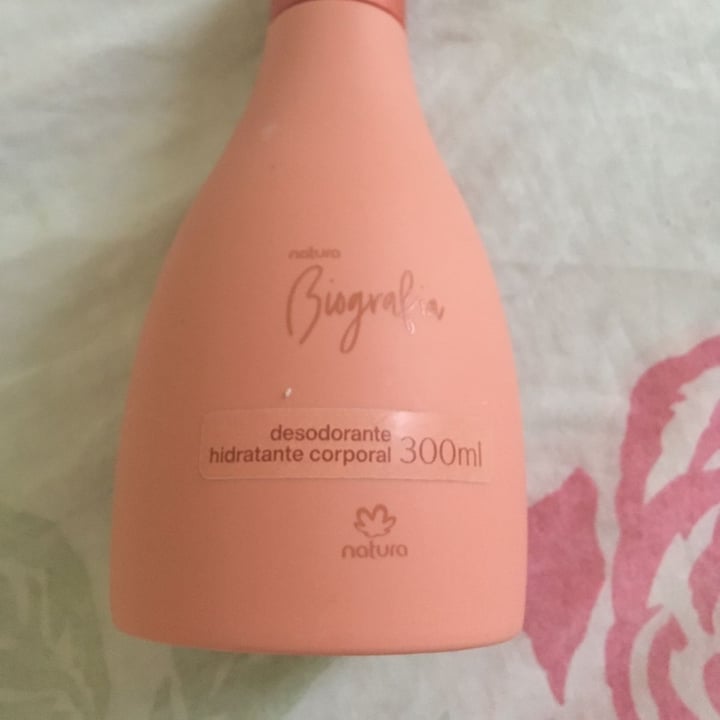 natura
Biografia
desodorante
hidratante corporal 300ml
natura